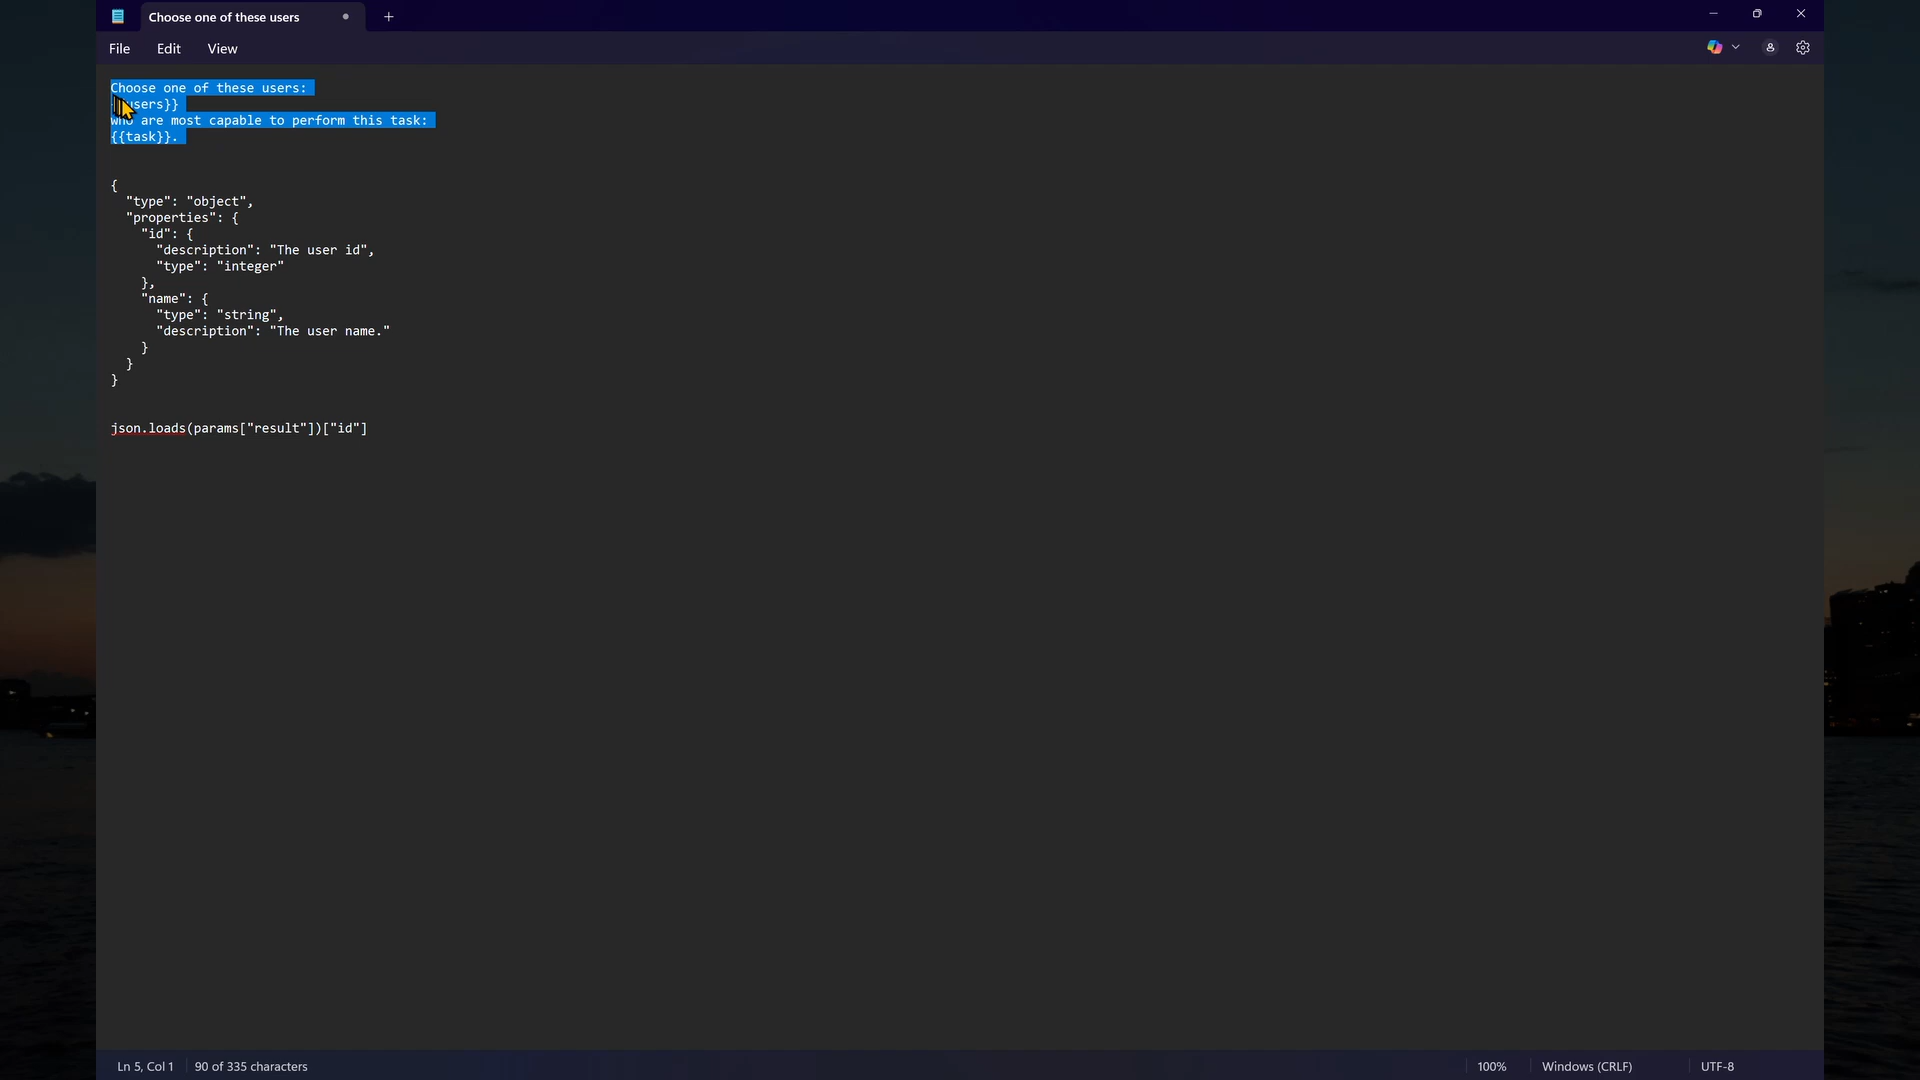 Choose one of these users
File Edit View
Choose one of these users:
users}}
who are most capable to perform this task:
{{task}}.
{
  "type": "object",
  "properties": {
    "id": {
      "description": "The user id",
      "type": "integer"
    },
    "name": {
      "type": "string",
      "description": "The user name."
    }
  }
}
json.loads(params["result"])["id"]
Ln 5, Col 1 90 of 335 characters 100% Windows (CRLF) UTF-8